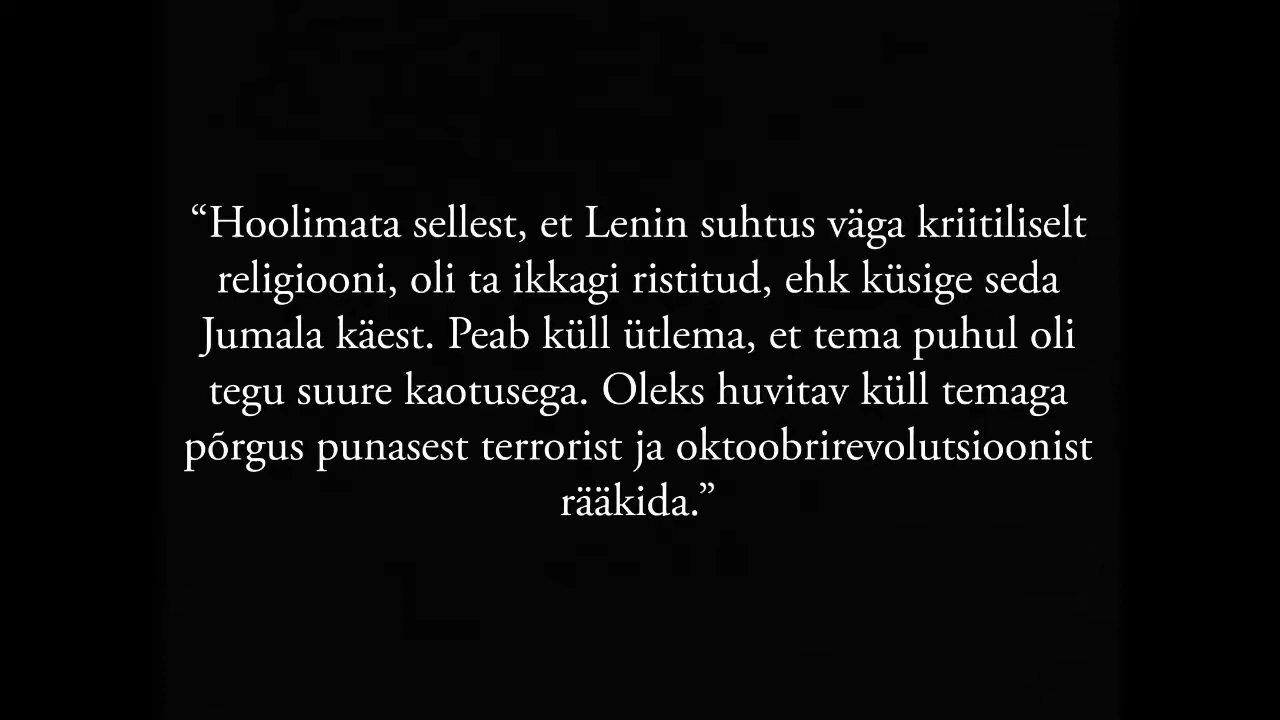 “Hoolimata sellest, et Lenin suhtus väga kriitiliselt
religiooni, oli ta ikkagi ristitud, ehk küsige seda
Jumala käest. Peab küll ütlema, et tema puhul oli
tegu suure kaotusega. Oleks huvitav küll temaga
põrgus punasest terrorist ja oktoobrirevolutsioonist
rääkida.”